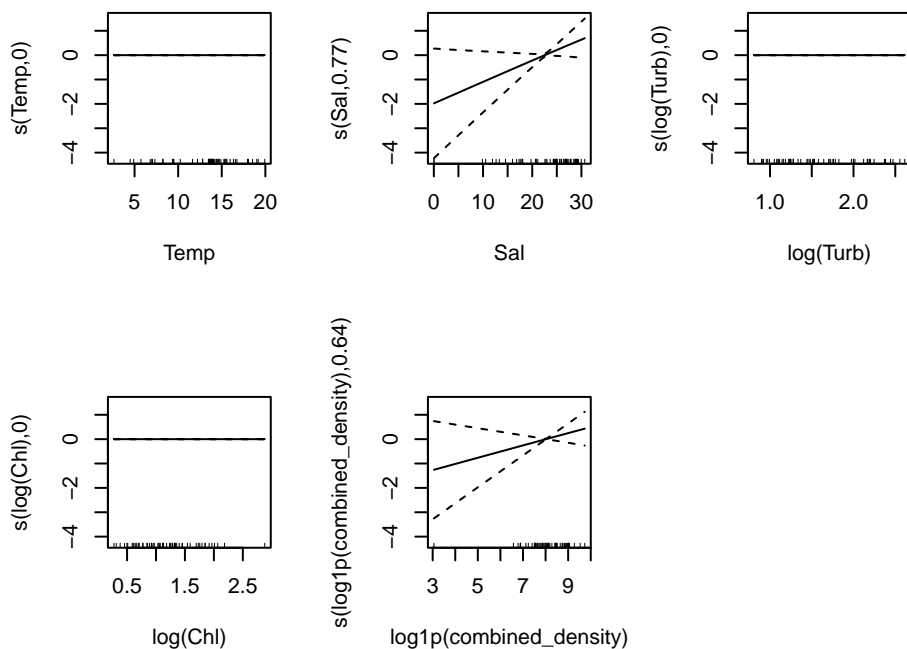 s(Temp,0)
0
−2
−4
5 10 15 20
Temp
s(Sal,0.77)
0
−2
−4
0 10 20 30
Sal
s(log(Turb),0)
0
−2
−4
1.0 2.0
log(Turb)
s(log(Chl),0)
0
−2
−4
0.5 1.5 2.5
log(Chl)
s(log1p(combined_density),0.64)
0
−2
−4
3 5 7 9
log1p(combined_density)